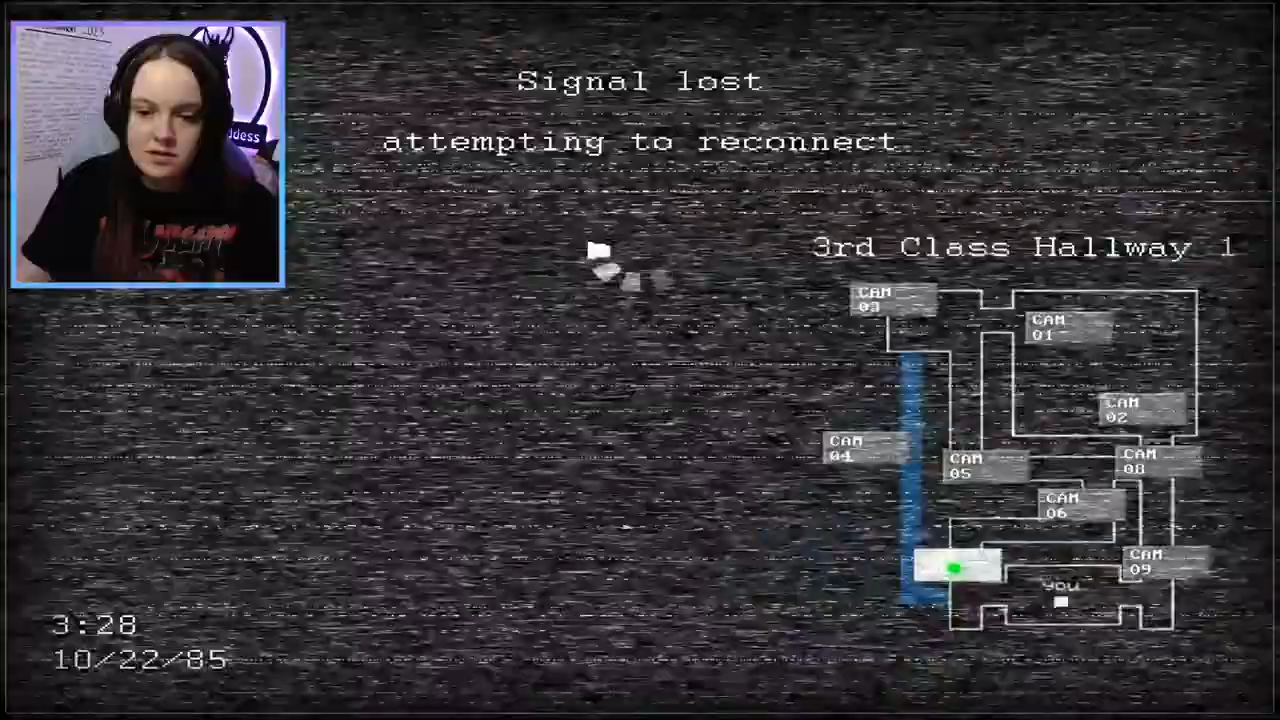 Signal lost
attempting to reconnect
3rd Class Hallway 1
CAM
03
CAM
01
CAM
02
CAM
04
CAM
05
CAM
08
CAM
06
CAM
09
You
3:28
10/22/85